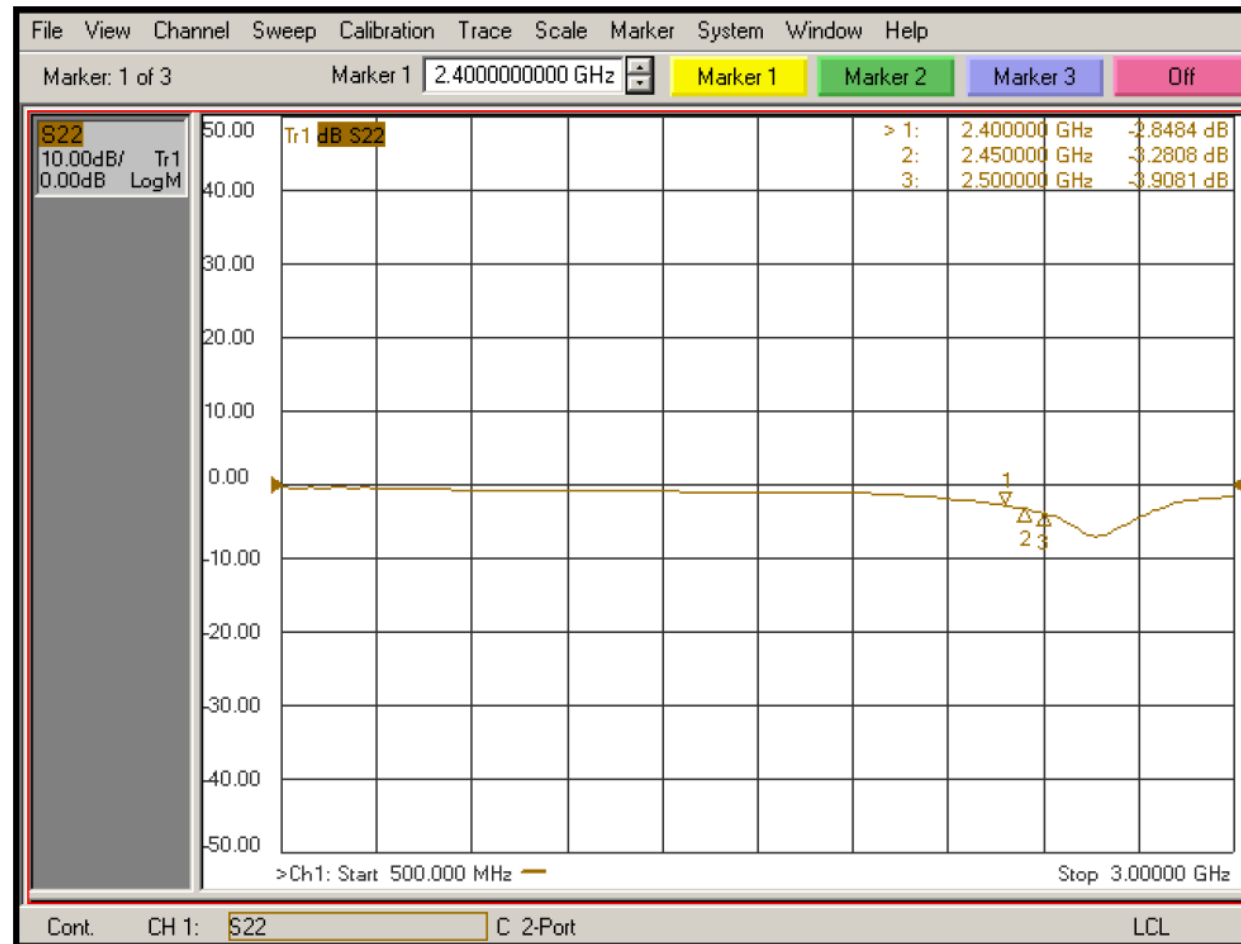 File View Channel Sweep Calibration Trace Scale Marker System Window Help
Marker: 1 of 3 Marker 1 2.4000000000 GHz Marker 1 Marker 2 Marker 3 Off
S22
10.00dB/ Tr1
0.00dB LogM
Tr1 dB S22
> 1: 2.400000 GHz -2.8484 dB
2: 2.450000 GHz -3.2808 dB
3: 2.500000 GHz -3.9081 dB
50.00
40.00
30.00
20.00
10.00
0.00
-10.00
-20.00
-30.00
-40.00
-50.00
1
2 3
>Ch1: Start 500.000 MHz Stop 3.00000 GHz
Cont. CH 1: S22 C 2-Port LCL